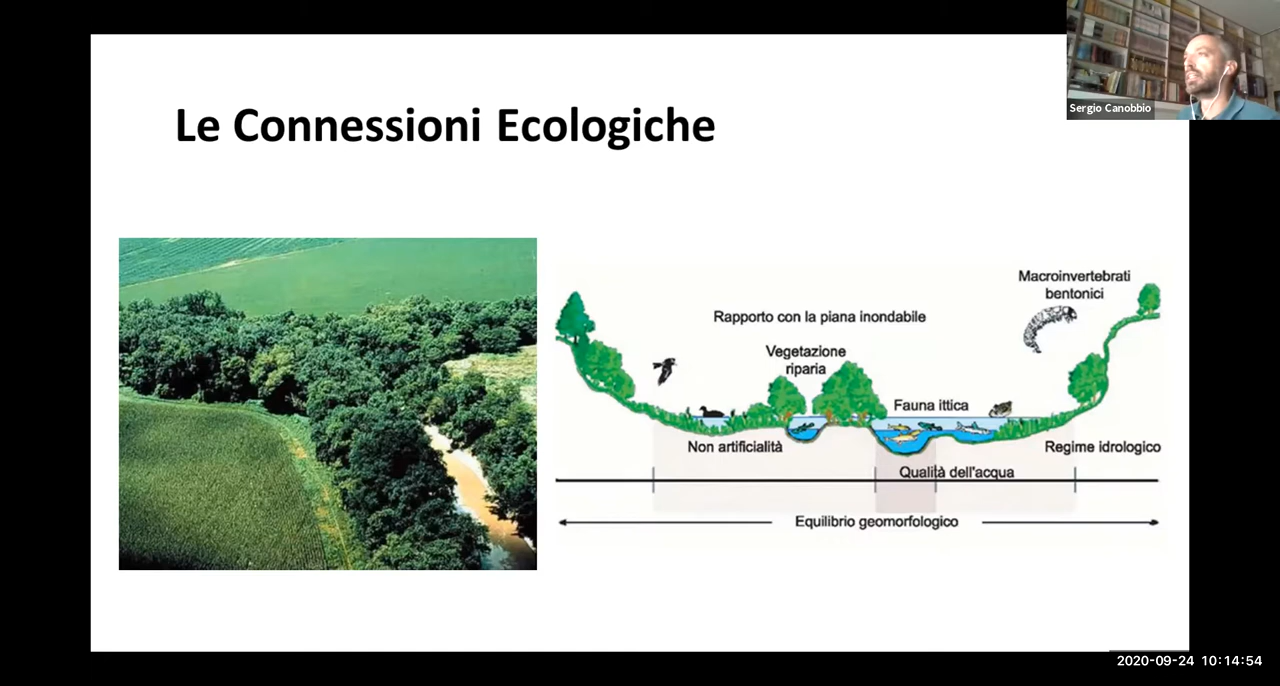 Sergio Canobbio
Le Connessioni Ecologiche
Macroinvertebrati
bentonici
Rapporto con la piana inondabile
Vegetazione
riparia
Fauna ittica
Non artificialità
Regime idrologico
Qualità dell'acqua
Equilibrio geomorfologico
2020-09-24 10:14:54